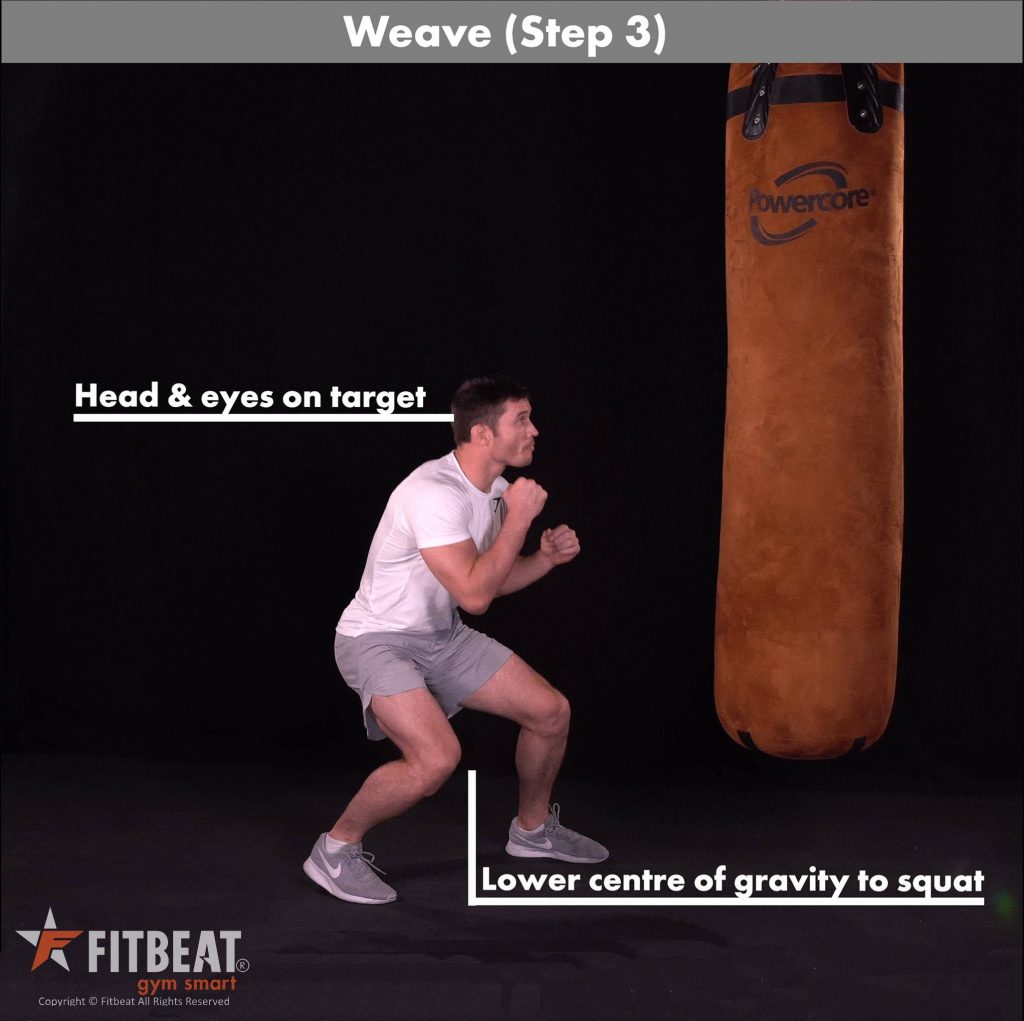 Weave (Step 3)
Powercore®
Head & eyes on target
Lower centre of gravity to squat
FITBEAT®
gym smart
Copyright © Fitbeat All Rights Reserved